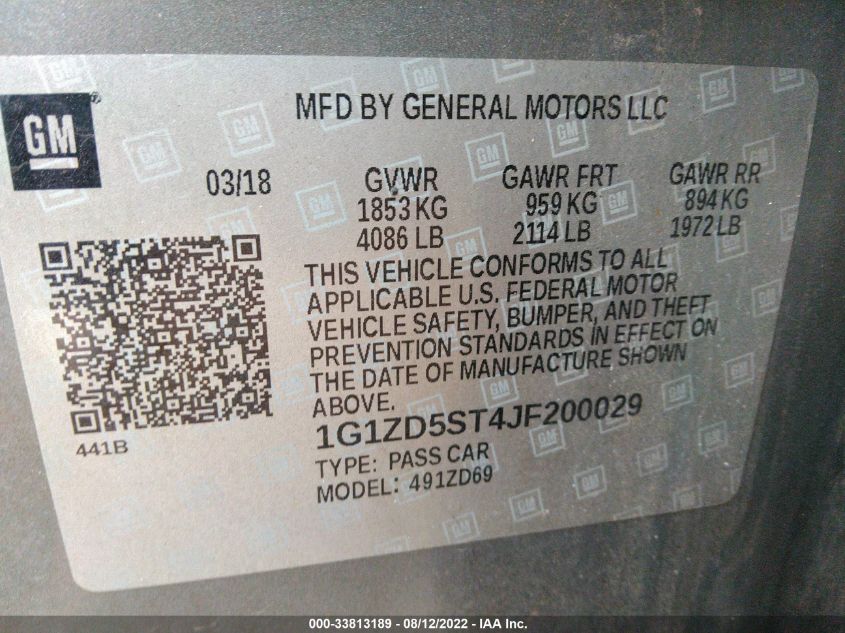 GM
MFD BY GENERAL MOTORS LLC
03/18 GVWR GAWR FRT GAWR RR
1853 KG 959 KG 894 KG
4086 LB 2114 LB 1972 LB
THIS VEHICLE CONFORMS TO ALL
APPLICABLE U.S. FEDERAL MOTOR
VEHICLE SAFETY, BUMPER, AND THEFT
PREVENTION STANDARDS IN EFFECT ON
THE DATE OF MANUFACTURE SHOWN
ABOVE.
441B
1G1ZD5ST4JF200029
TYPE: PASS CAR
MODEL: 491ZD69
000-33813189 - 08/12/2022 - IAA Inc.